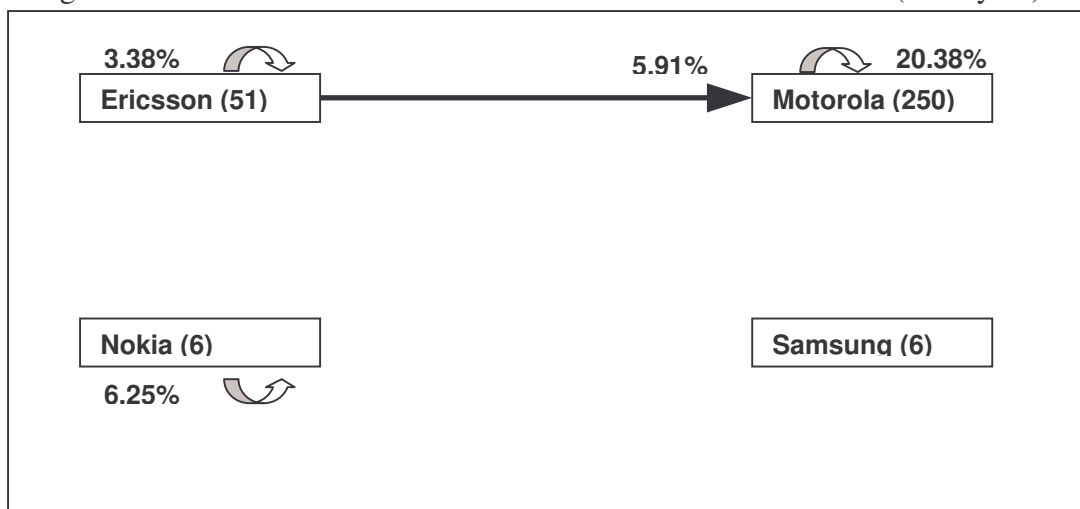 3.38%
5.91%
20.38%
Ericsson (51)
Motorola (250)
Nokia (6)
Samsung (6)
6.25%